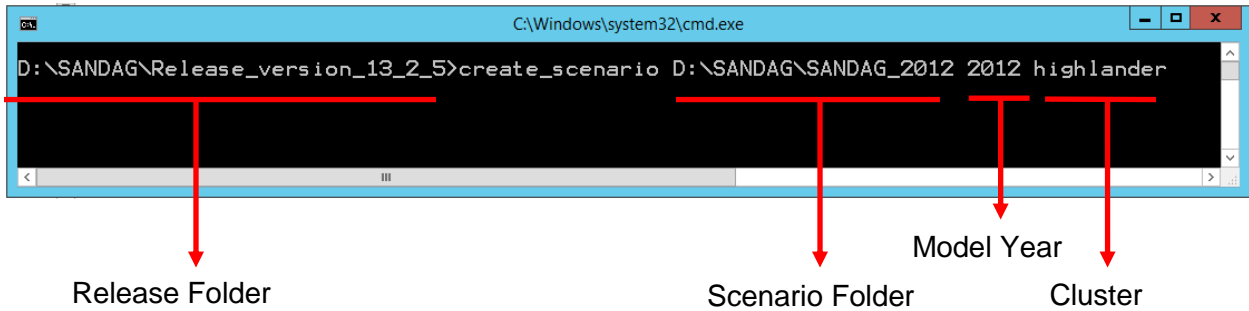 C:\Windows\system32\cmd.exe
D:\SANDAG\Release_version_13_2_5>create_scenario D:\SANDAG\SANDAG_2012 2012 highlander
Model Year
Release Folder
Scenario Folder
Cluster